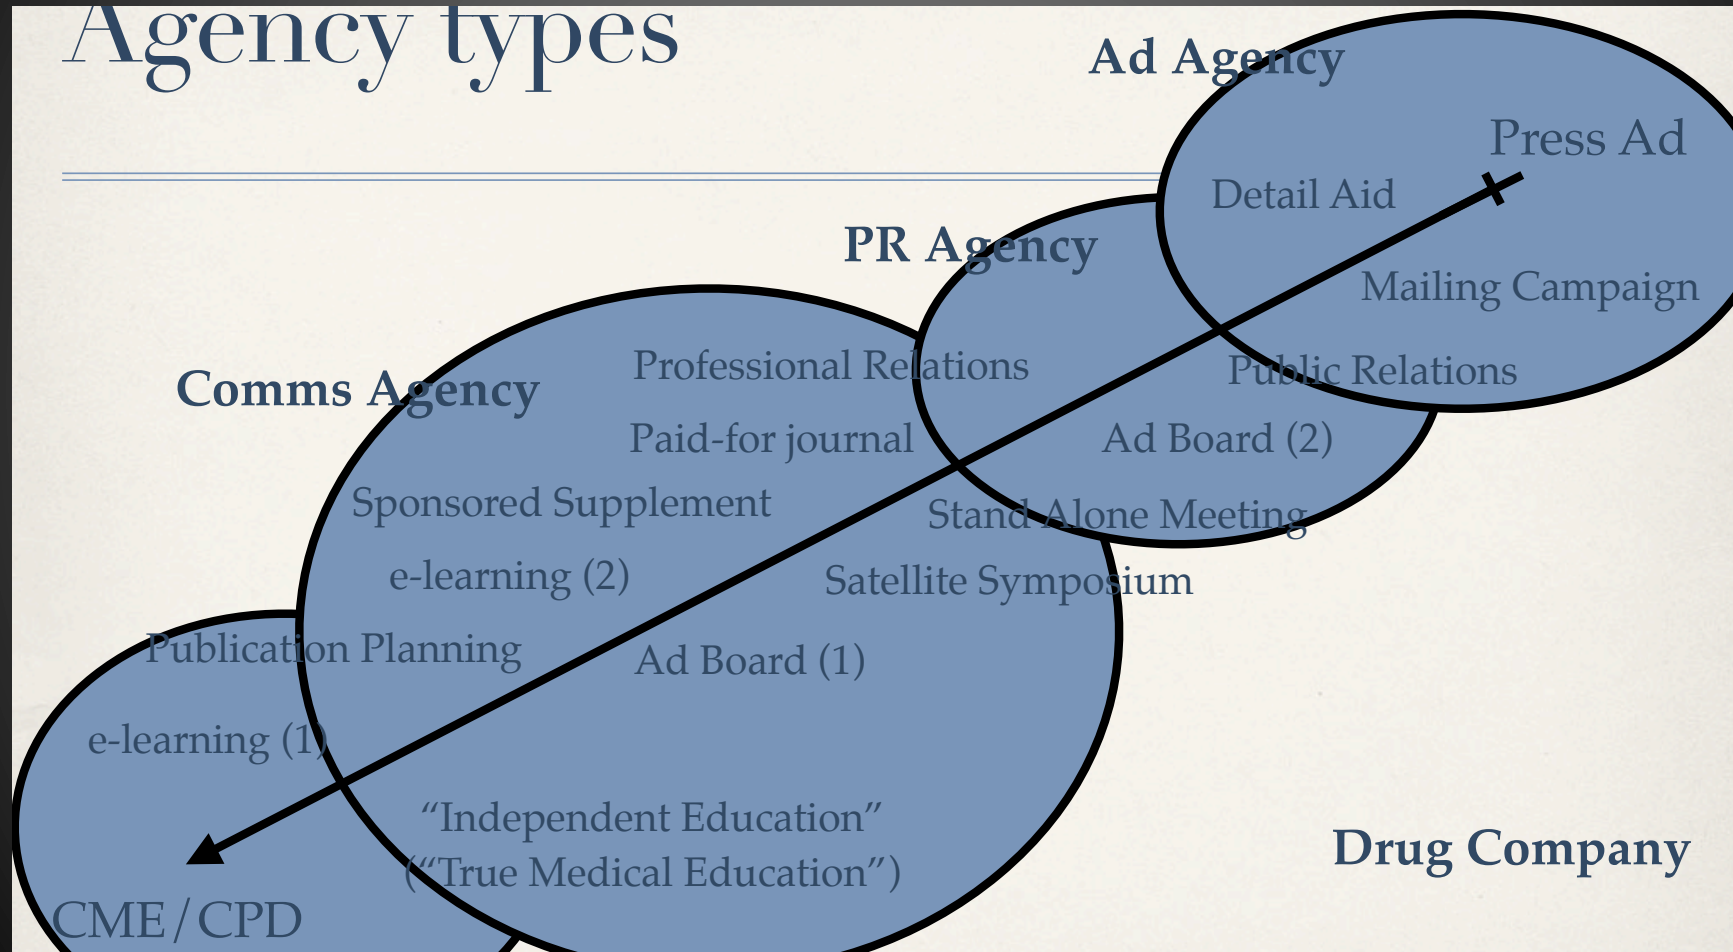 Agency types
Ad Agency
Press Ad
Detail Aid
PR Agency
Mailing Campaign
Professional Relations
Public Relations
Comms Agency
Paid-for journal
Ad Board (2)
Sponsored Supplement
Stand Alone Meeting
e-learning (2)
Satellite Symposium
Publication Planning
Ad Board (1)
e-learning (1)
“Independent Education”
(“True Medical Education”)
Drug Company
CME/CPD